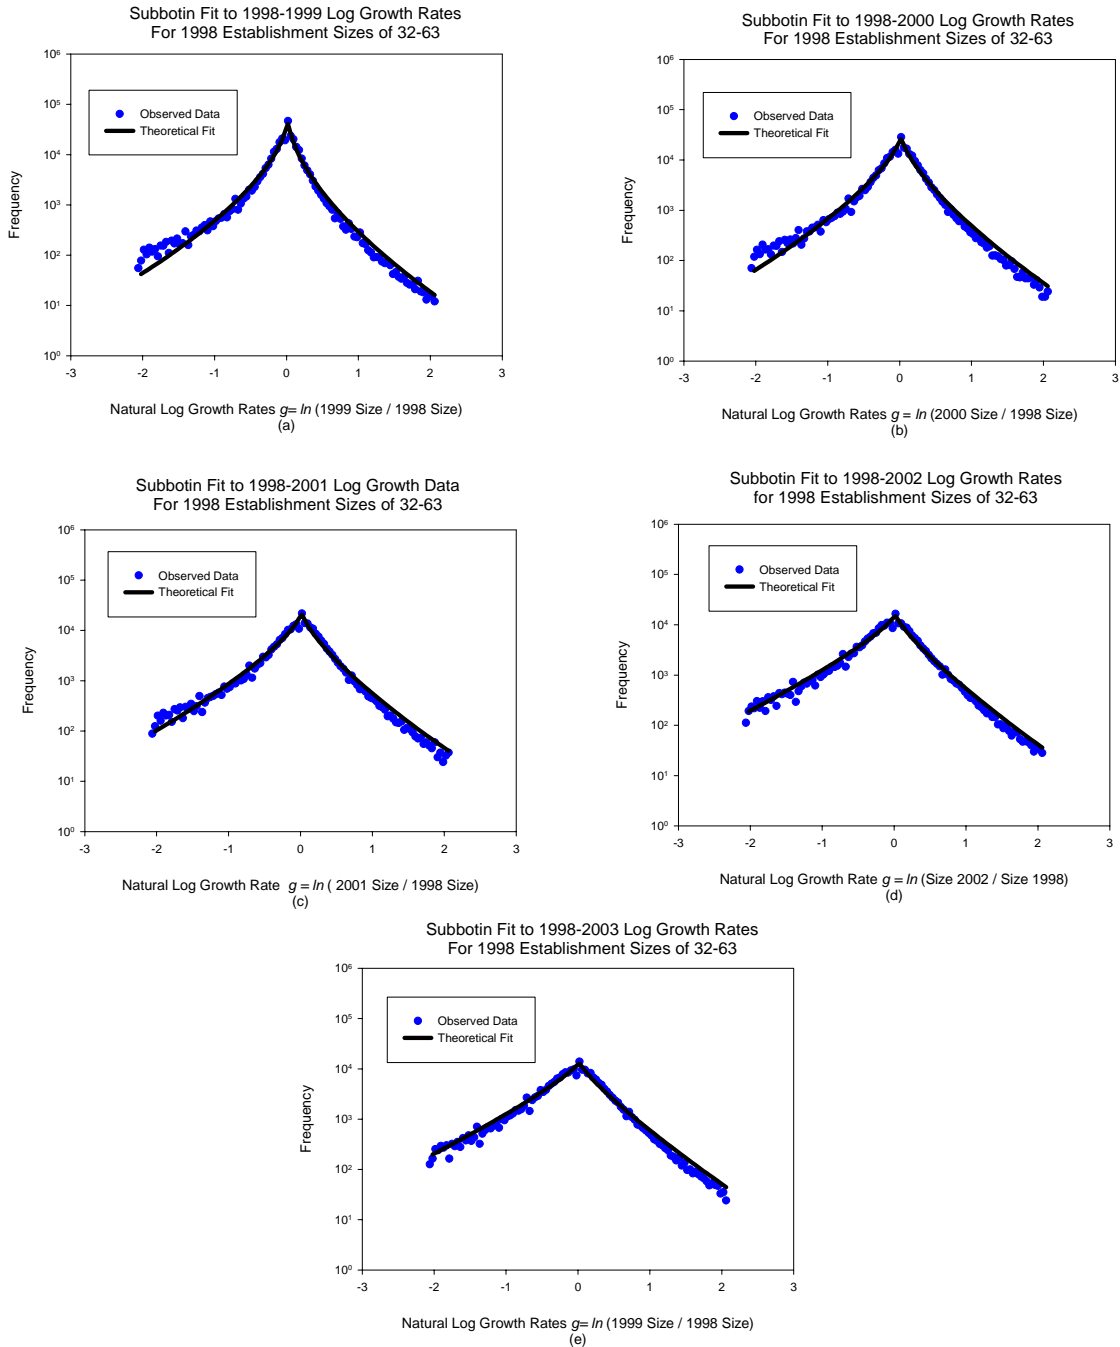 Subbotin Fit to 1998-1999 Log Growth Rates
For 1998 Establishment Sizes of 32-63
10⁶
10⁵
10⁴
10³
10²
10¹
10⁰
Frequency
Observed Data
Theoretical Fit
-3 -2 -1 0 1 2 3
Natural Log Growth Rates g= ln (1999 Size / 1998 Size)
(a)
Subbotin Fit to 1998-2000 Log Growth Rates
For 1998 Establishment Sizes of 32-63
10⁶
10⁵
10⁴
10³
10²
10¹
10⁰
Frequency
Observed Data
Theoretical Fit
-3 -2 -1 0 1 2 3
Natural Log Growth Rates g = ln (2000 Size / 1998 Size)
(b)
Subbotin Fit to 1998-2001 Log Growth Data
For 1998 Establishment Sizes of 32-63
10⁶
10⁵
10⁴
10³
10²
10¹
10⁰
Frequency
Observed Data
Theoretical Fit
-3 -2 -1 0 1 2 3
Natural Log Growth Rate g = ln ( 2001 Size / 1998 Size)
(c)
Subbotin Fit to 1998-2002 Log Growth Rates
for 1998 Establishment Sizes of 32-63
10⁶
10⁵
10⁴
10³
10²
10¹
10⁰
Frequency
Observed Data
Theoretical Fit
-3 -2 -1 0 1 2 3
Natural Log Growth Rate g = ln (Size 2002 / Size 1998)
(d)
Subbotin Fit to 1998-2003 Log Growth Rates
For 1998 Establishment Sizes of 32-63
10⁶
10⁵
10⁴
10³
10²
10¹
10⁰
Frequency
Observed Data
Theoretical Fit
-3 -2 -1 0 1 2 3
Natural Log Growth Rates g= ln (1999 Size / 1998 Size)
(e)